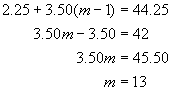 2.25 + 3.50(m − 1) = 44.25
3.50m − 3.50 = 42
3.50m = 45.50
m = 13